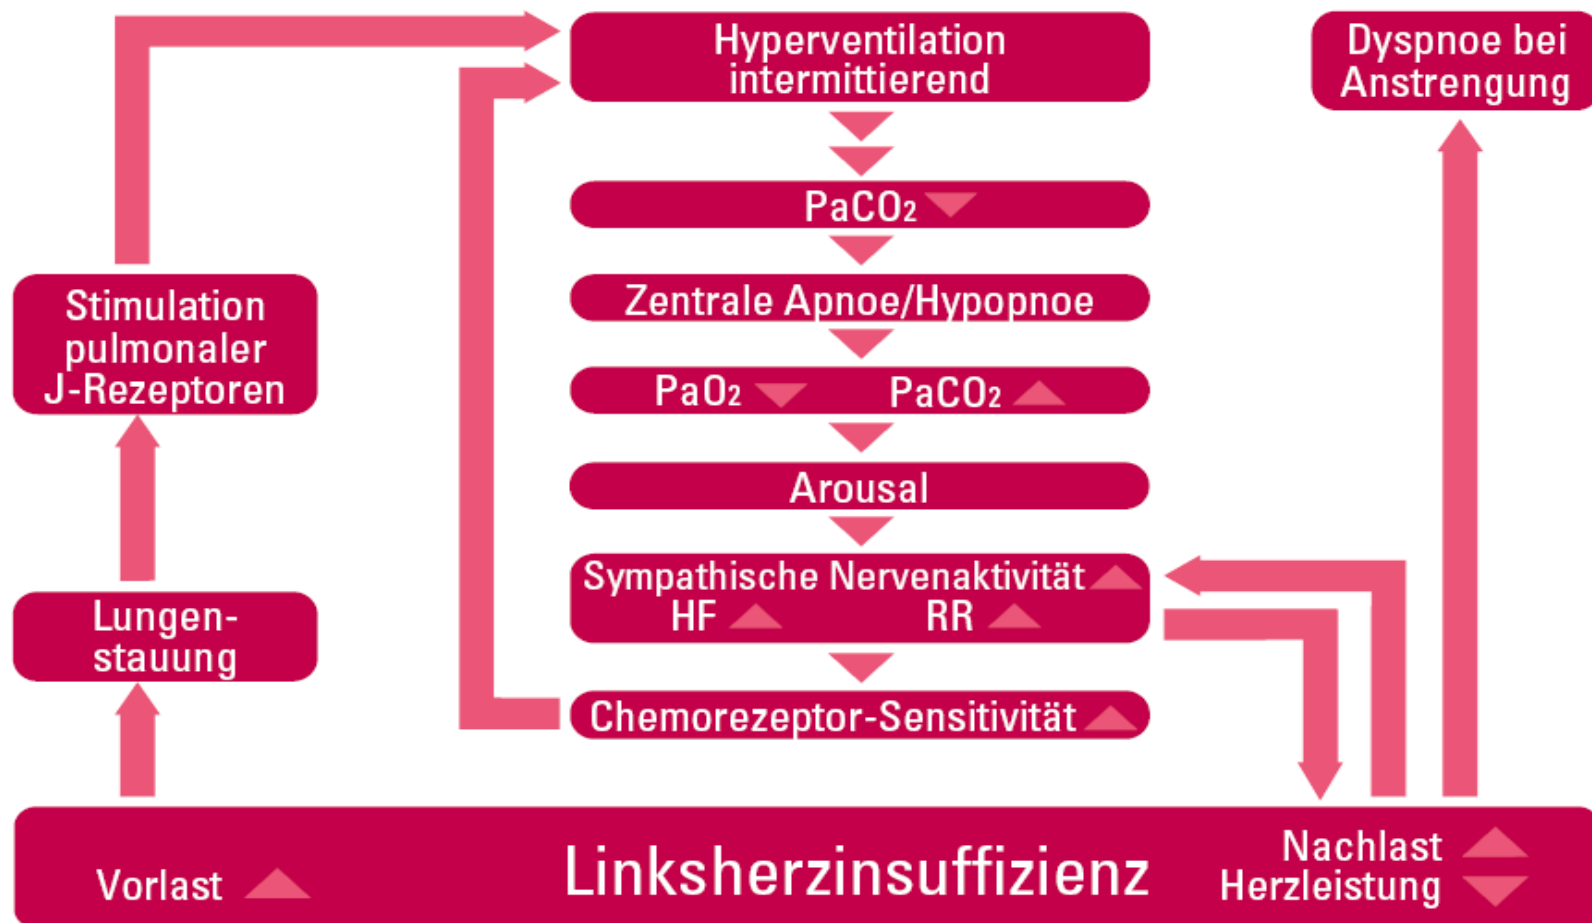 Hyperventilation
intermittierend
Dyspnoe bei
Anstrengung
PaCO₂
Zentrale Apnoe/Hypopnoe
Stimulation
pulmonaler
J-Rezeptoren
PaO₂ PaCO₂
Arousal
Sympathische Nervenaktivität
HF RR
Lungen-
stauung
Chemorezeptor-Sensitivität
Linksherzinsuffizienz
Vorlast
Nachlast
Herzleistung